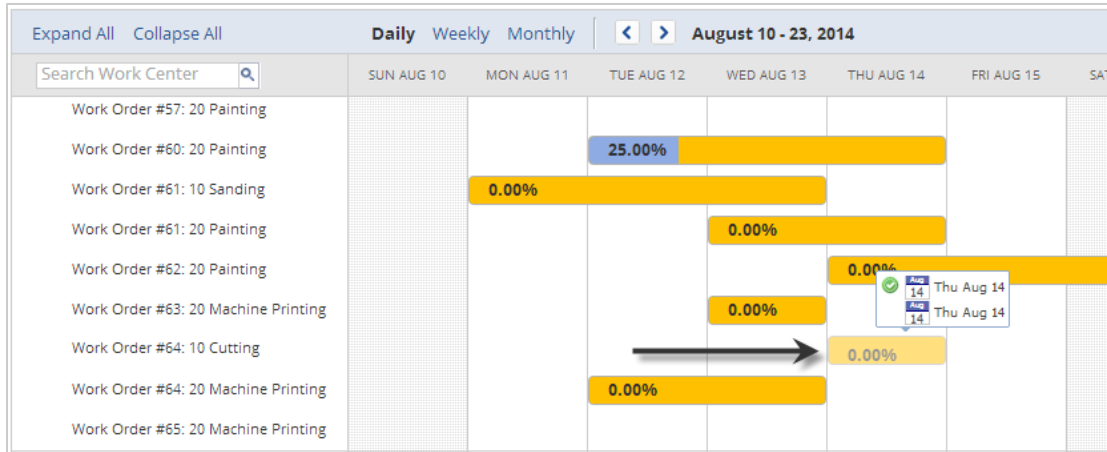 Expand All Collapse All Daily Weekly Monthly August 10 - 23, 2014
Search Work Center SUN AUG 10 MON AUG 11 TUE AUG 12 WED AUG 13 THU AUG 14 FRI AUG 15 SAT
Work Order #57: 20 Painting
Work Order #60: 20 Painting 25.00%
Work Order #61: 10 Sanding 0.00%
Work Order #61: 20 Painting 0.00%
Work Order #62: 20 Painting 0.00%
Aug 14 Thu Aug 14
Work Order #63: 20 Machine Printing 0.00% Aug 14 Thu Aug 14
Work Order #64: 10 Cutting 0.00%
Work Order #64: 20 Machine Printing 0.00%
Work Order #65: 20 Machine Printing